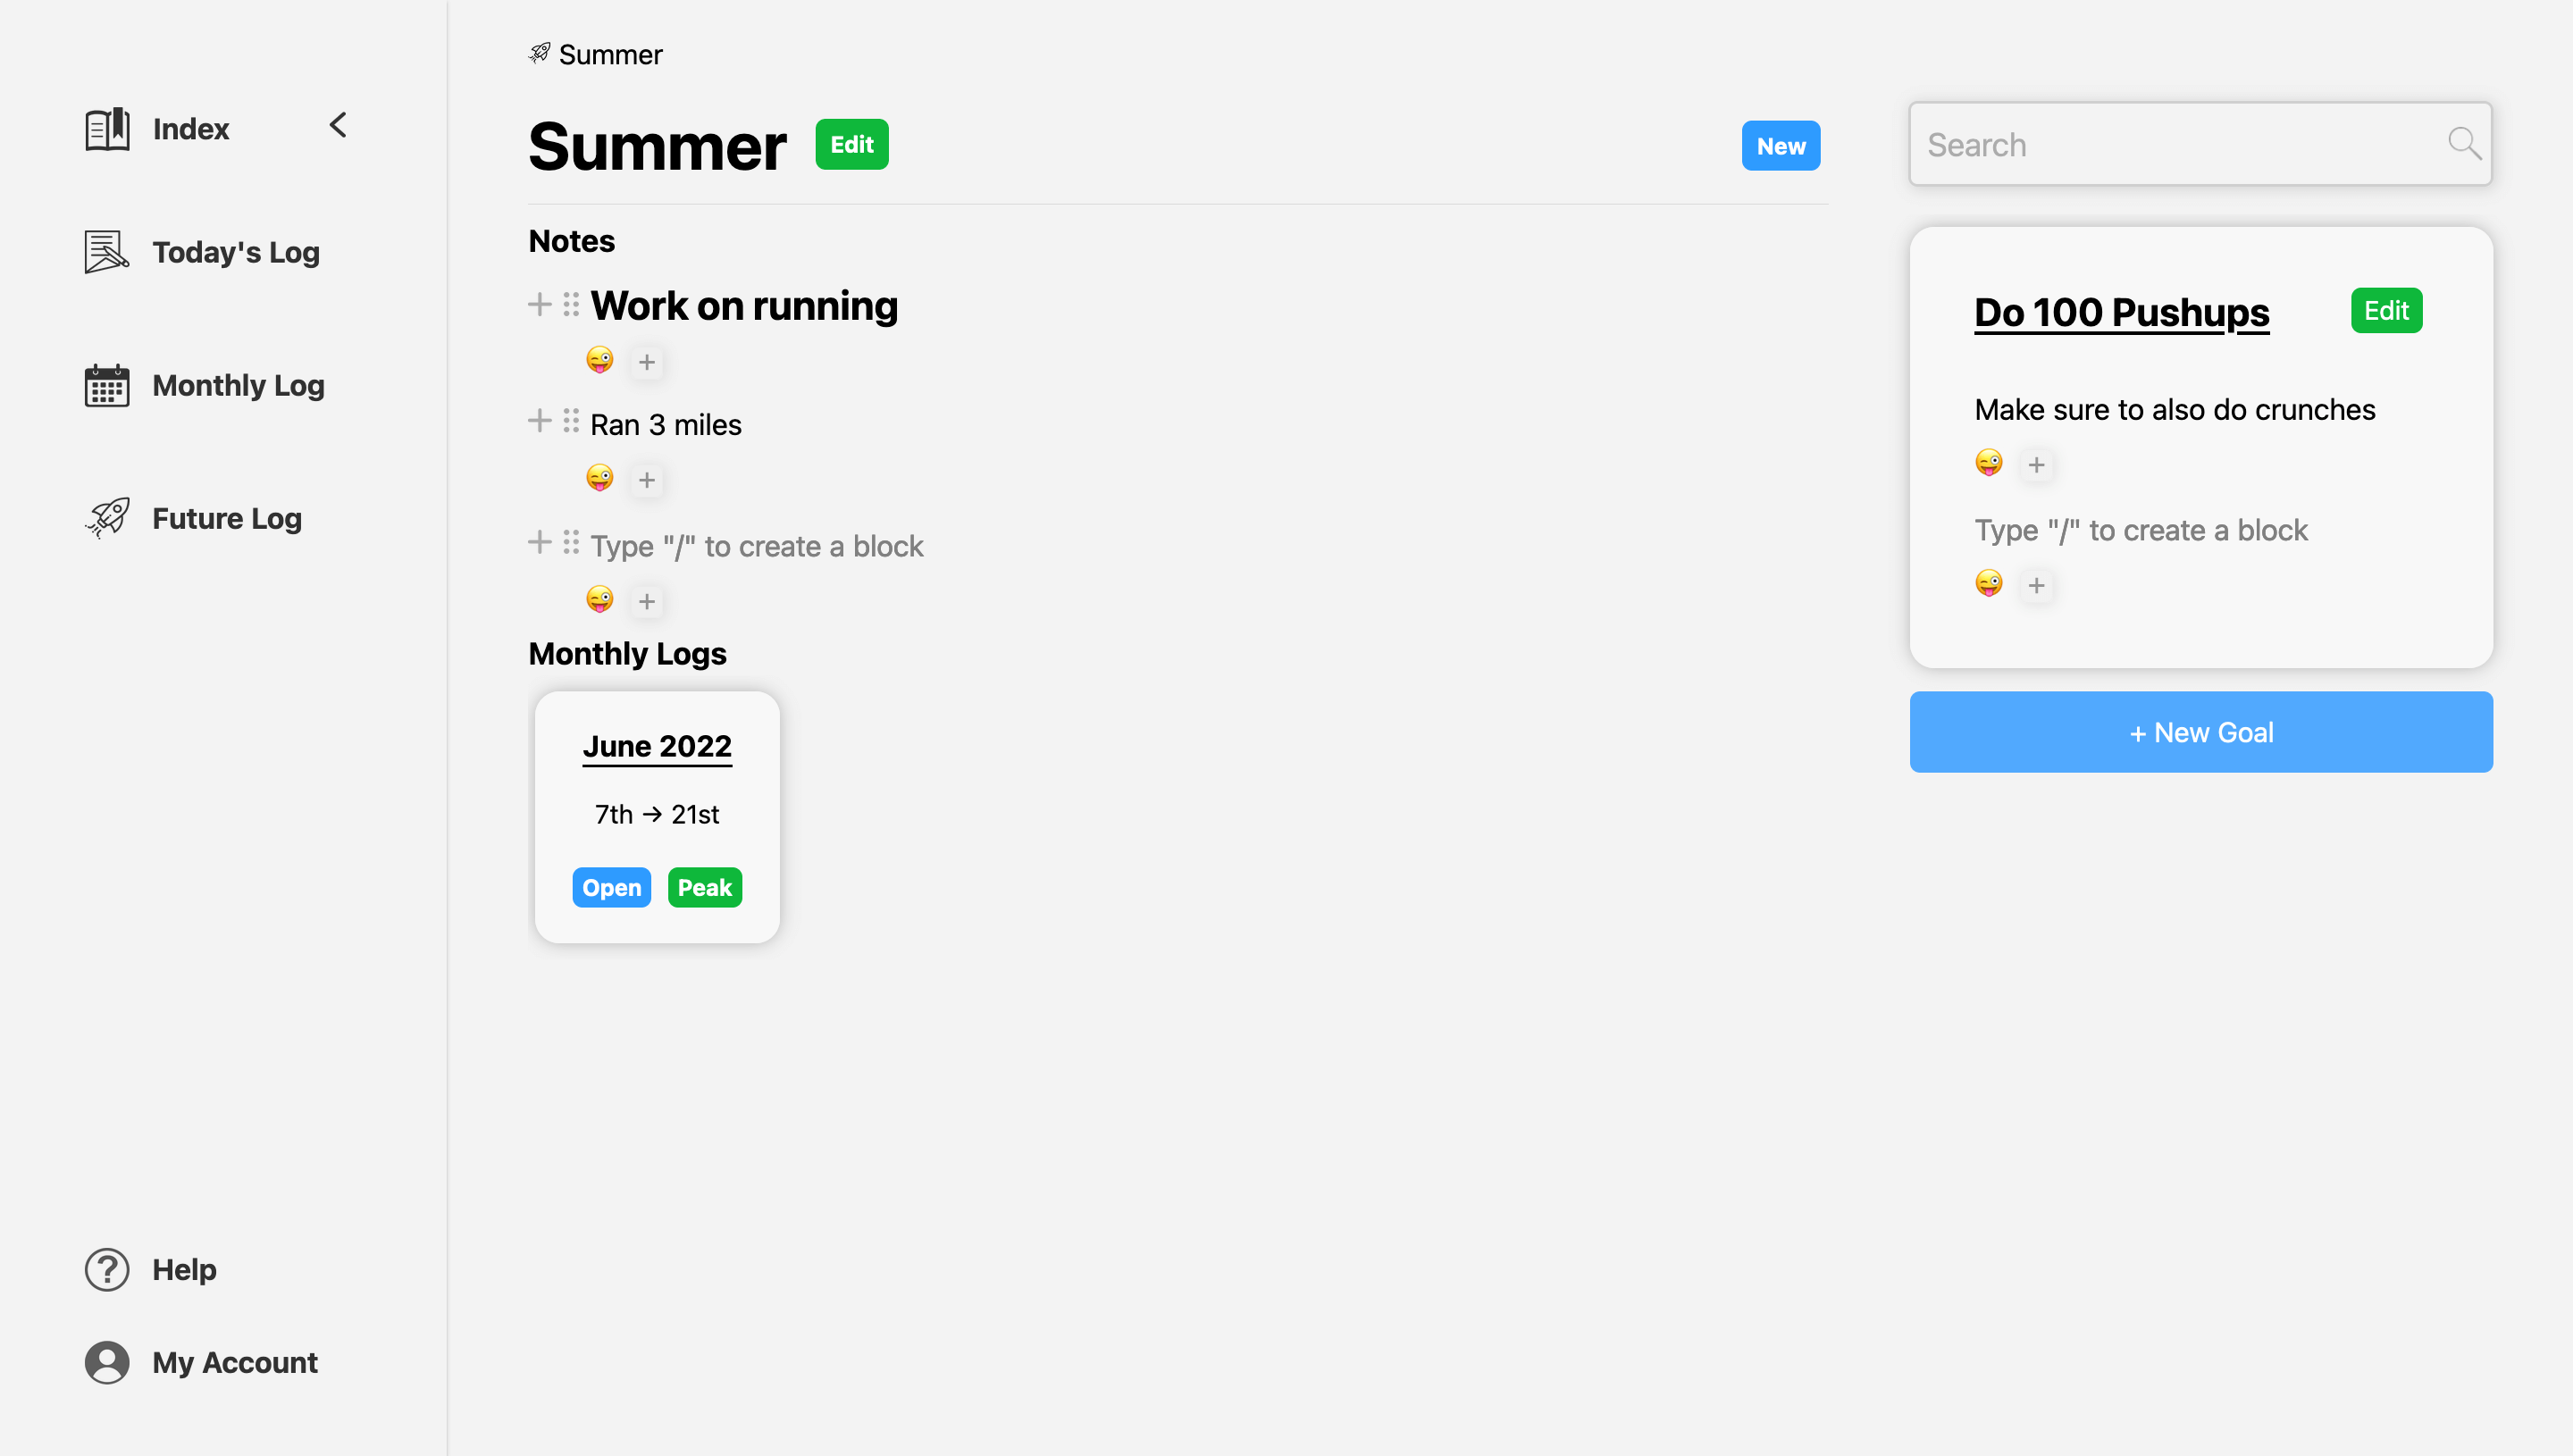 Index
Today's Log
Monthly Log
Future Log
Help
My Account
Summer
Summer
Edit
New
Notes
Work on running
Ran 3 miles
Type "/" to create a block
Monthly Logs
June 2022
7th → 21st
Open
Peak
Search
Do 100 Pushups
Edit
Make sure to also do crunches
Type "/" to create a block
+ New Goal